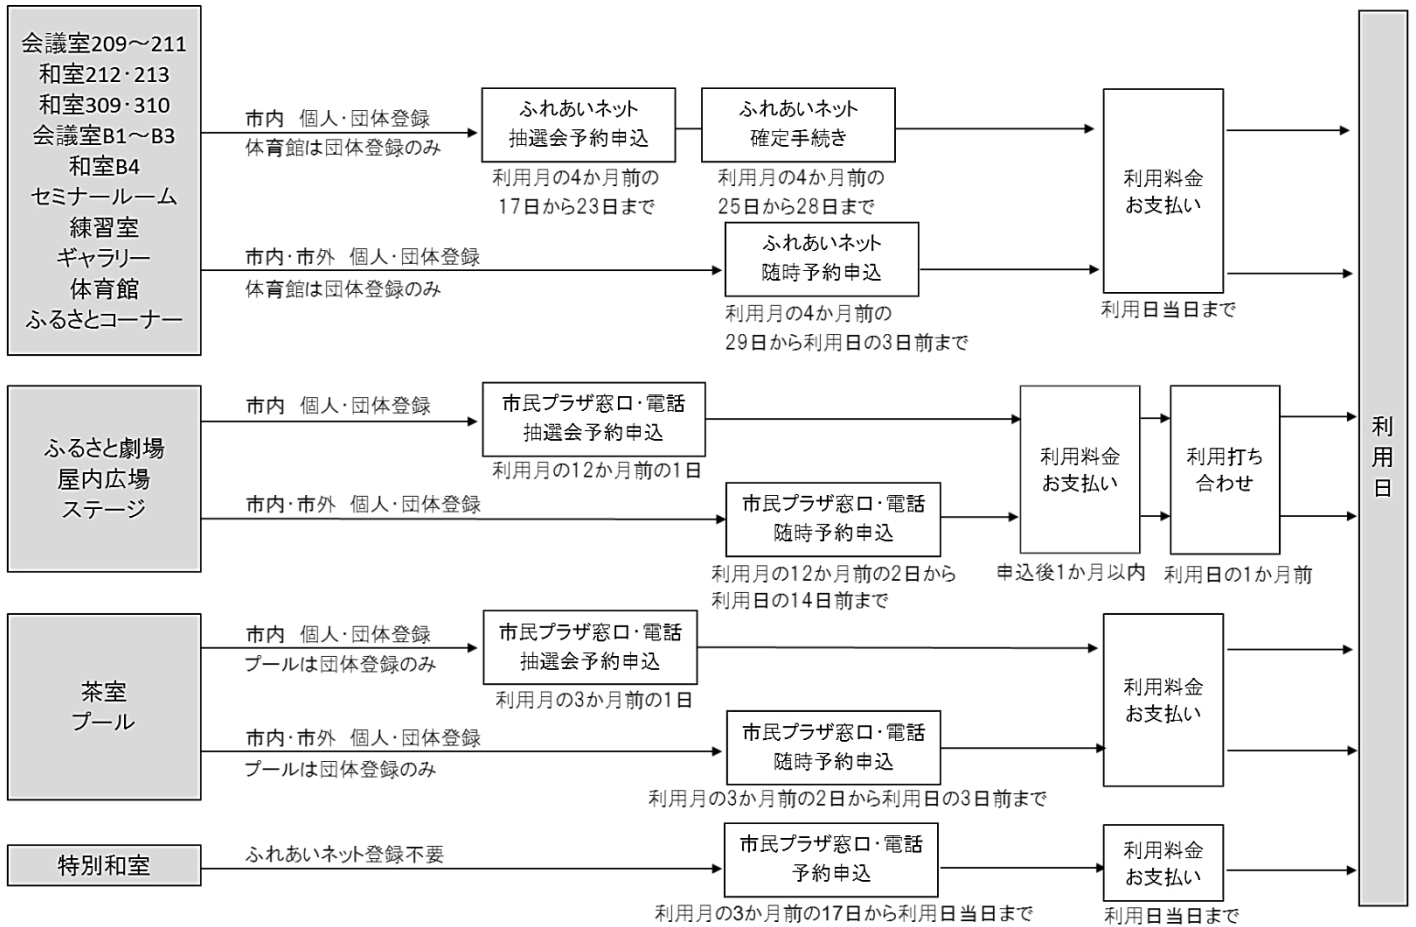 会議室209～211
和室212・213
和室309・310
会議室B1～B3
和室B4
セミナールーム
練習室
ギャラリー
体育館
ふるさとコーナー
市内　個人・団体登録
体育館は団体登録のみ
ふれあいネット
抽選会予約申込
利用月の4か月前の
17日から23日まで
ふれあいネット
確定手続き
利用月の4か月前の
25日から28日まで
市内・市外　個人・団体登録
体育館は団体登録のみ
ふれあいネット
随時予約申込
利用月の4か月前の
29日から利用日の3日前まで
利用料金
お支払い
利用日当日まで
ふるさと劇場
屋内広場
ステージ
市内　個人・団体登録
市民プラザ窓口・電話
抽選会予約申込
利用月の12か月前の1日
市内・市外　個人・団体登録
市民プラザ窓口・電話
随時予約申込
利用月の12か月前の2日から
利用日の14日前まで
利用料金
お支払い
申込後1か月以内
利用打ち
合わせ
利用日の1か月前
茶室
プール
市内　個人・団体登録
プールは団体登録のみ
市民プラザ窓口・電話
抽選会予約申込
利用月の3か月前の1日
市内・市外　個人・団体登録
プールは団体登録のみ
市民プラザ窓口・電話
随時予約申込
利用月の3か月前の2日から利用日の3日前まで
利用料金
お支払い
特別和室
ふれあいネット登録不要
市民プラザ窓口・電話
予約申込
利用月の3か月前の17日から利用日当日まで
利用料金
お支払い
利用日当日まで
利用日